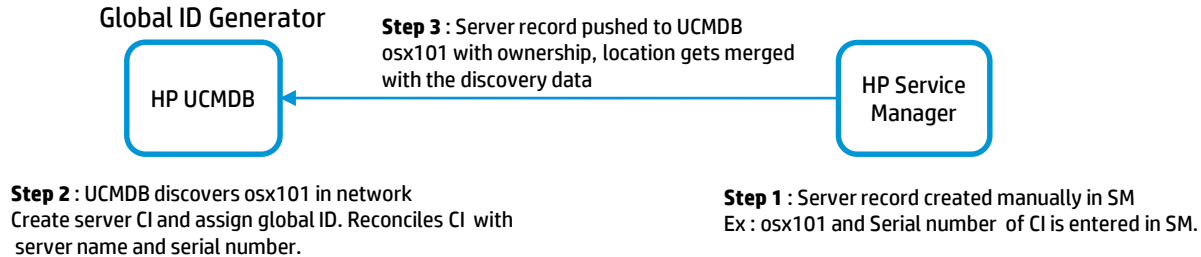 Global ID Generator
Step 3 : Server record pushed to UCMDB
osx101 with ownership, location gets merged
with the discovery data
HP UCMDB
HP Service
Manager
Step 2 : UCMDB discovers osx101 in network
Create server CI and assign global ID. Reconciles CI with
server name and serial number.
Step 1 : Server record created manually in SM
Ex : osx101 and Serial number of CI is entered in SM.